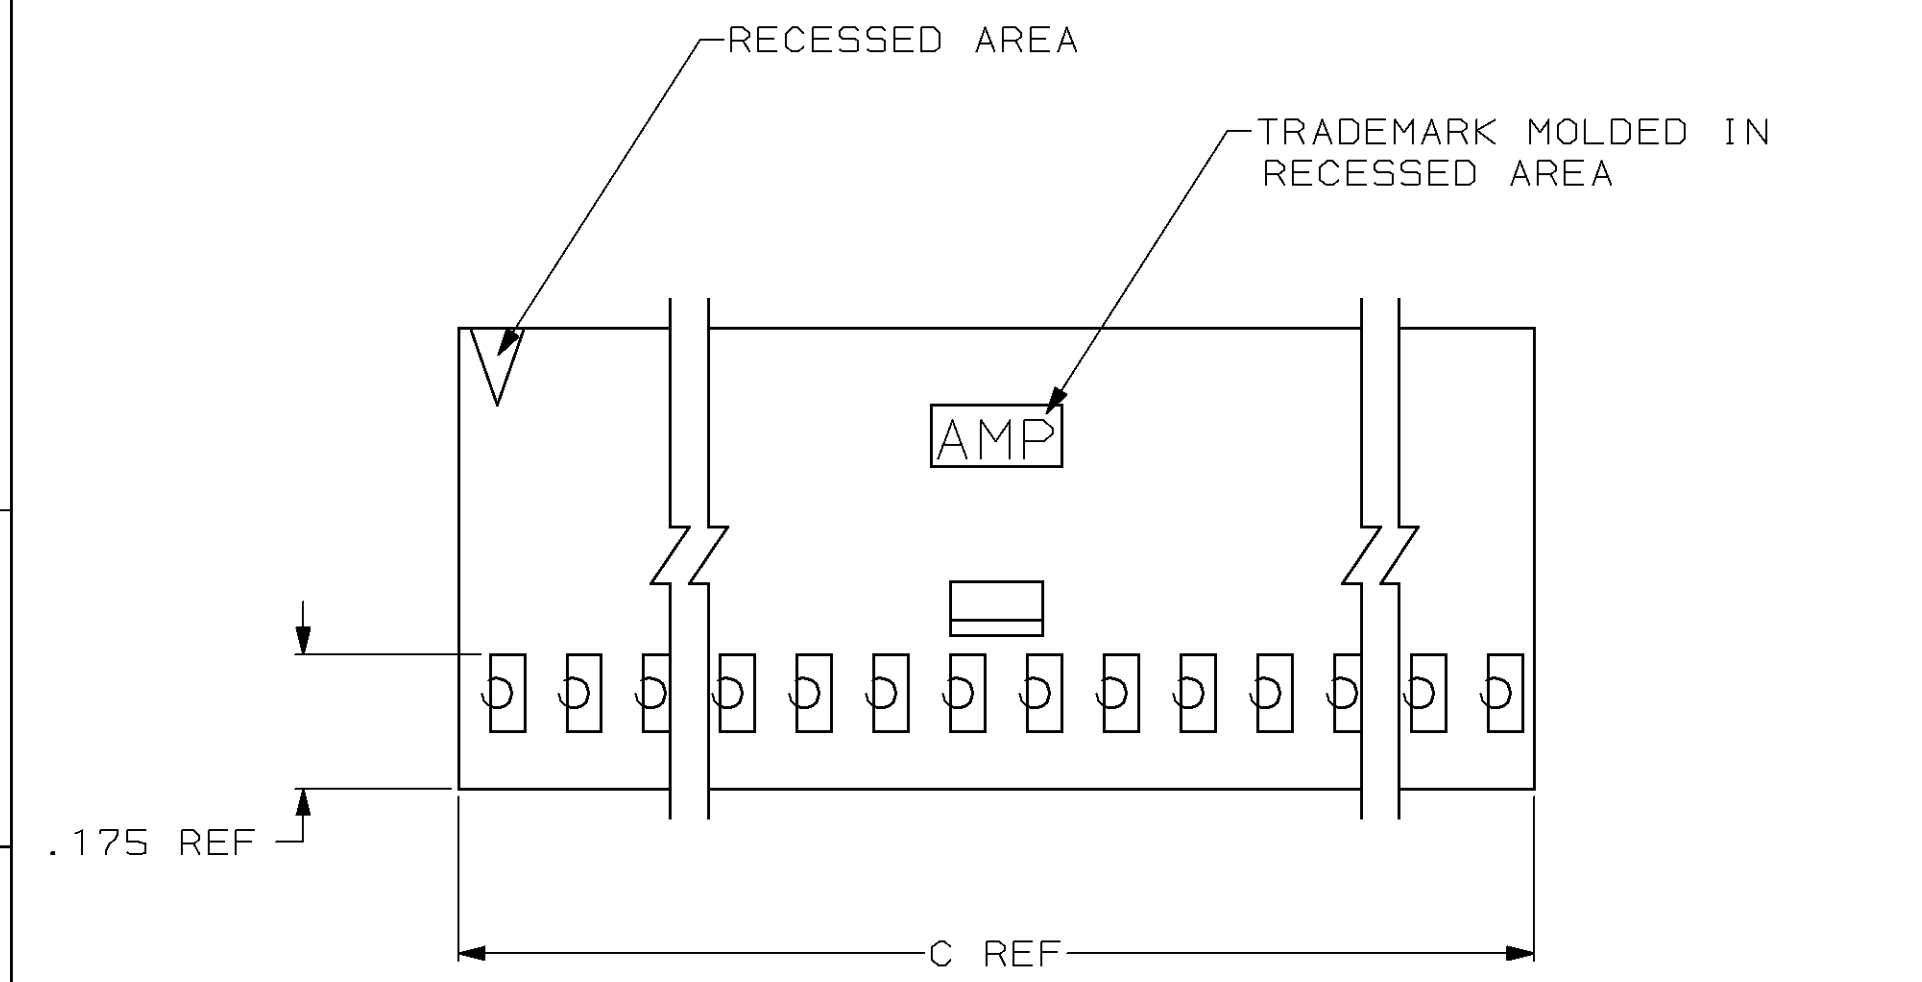 RECESSED AREA
TRADEMARK MOLDED IN
RECESSED AREA
AMP
.175 REF
C REF